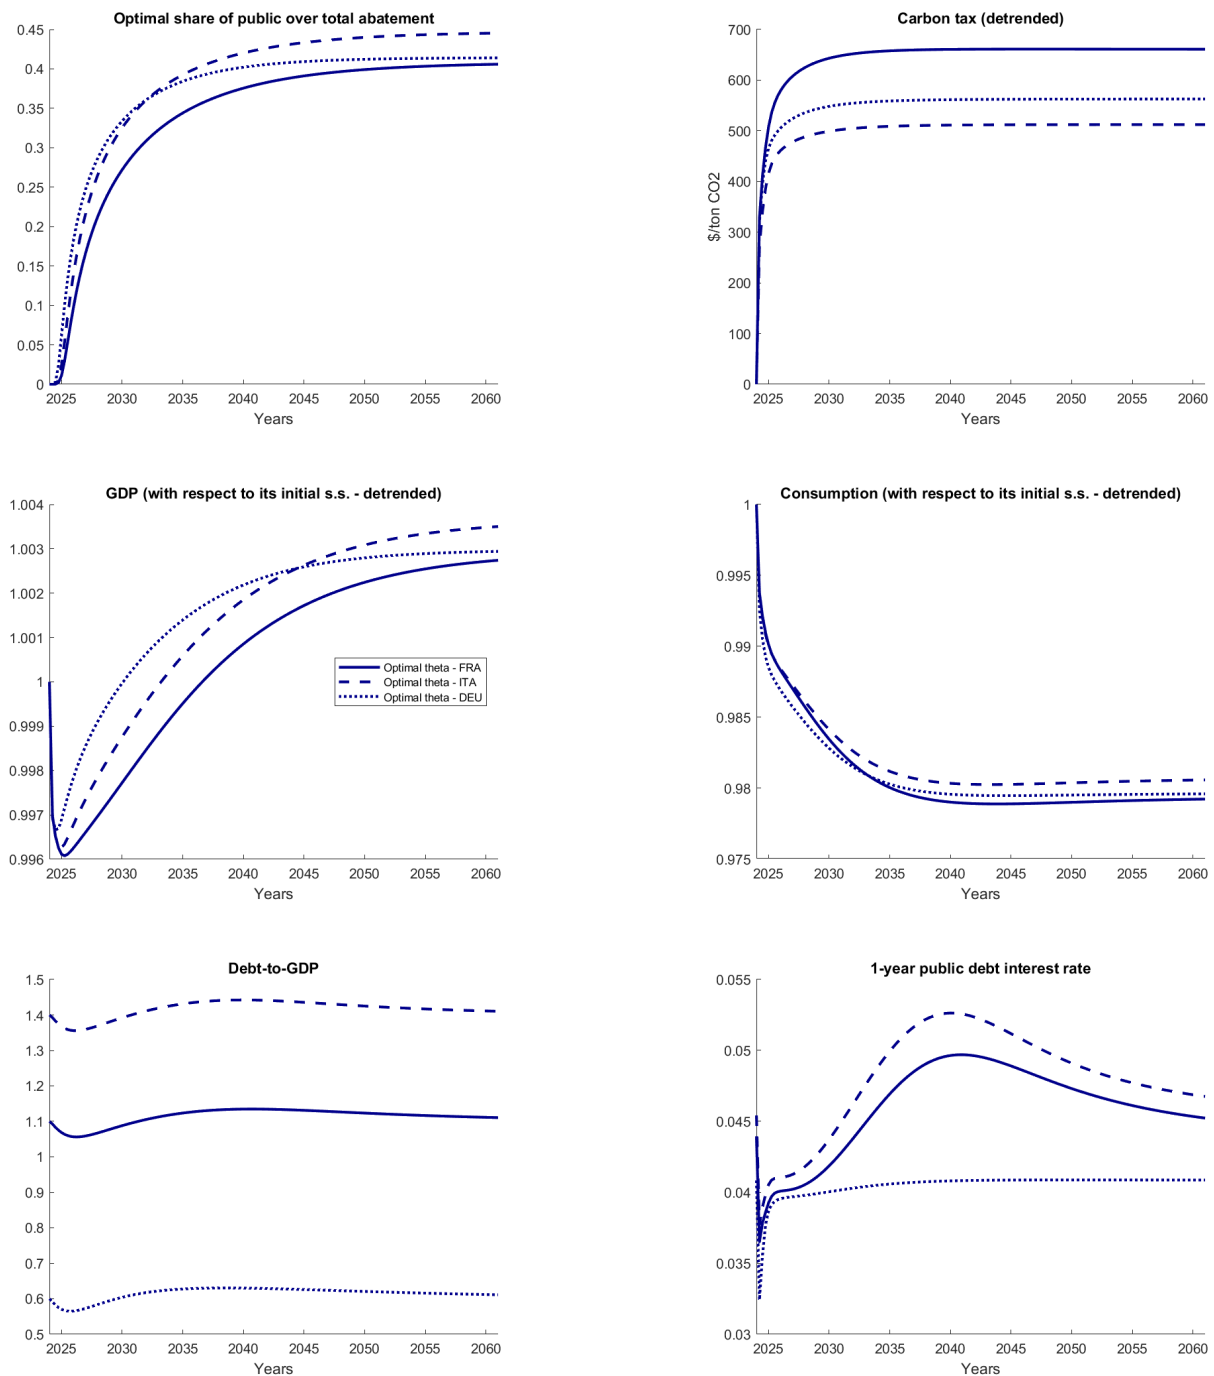 Optimal share of public over total abatement
0.45
0.4
0.35
0.3
0.25
0.2
0.15
0.1
0.05
0
2025 2030 2035 2040 2045 2050 2055 2060
Years
Carbon tax (detrended)
$/ton CO2
700
600
500
400
300
200
100
0
2025 2030 2035 2040 2045 2050 2055 2060
Years
GDP (with respect to its initial s.s. - detrended)
1.004
1.003
1.002
1.001
1
0.999
0.998
0.997
0.996
Optimal theta - FRA
Optimal theta - ITA
Optimal theta - DEU
2025 2030 2035 2040 2045 2050 2055 2060
Years
Consumption (with respect to its initial s.s. - detrended)
1
0.995
0.99
0.985
0.98
0.975
2025 2030 2035 2040 2045 2050 2055 2060
Years
Debt-to-GDP
1.5
1.4
1.3
1.2
1.1
1
0.9
0.8
0.7
0.6
0.5
2025 2030 2035 2040 2045 2050 2055 2060
Years
1-year public debt interest rate
0.055
0.05
0.045
0.04
0.035
0.03
2025 2030 2035 2040 2045 2050 2055 2060
Years